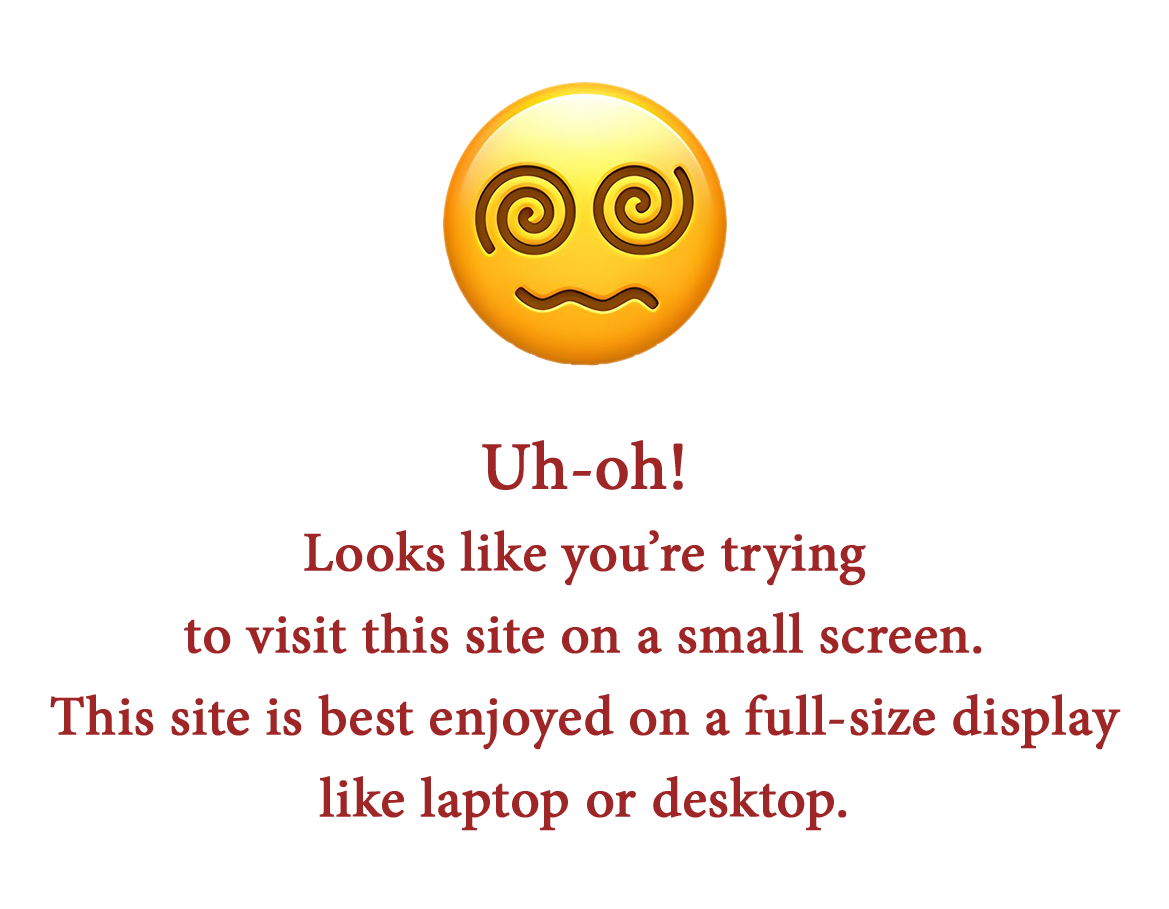 Uh-oh!
Looks like you’re trying
to visit this site on a small screen.
This site is best enjoyed on a full-size display
like laptop or desktop.